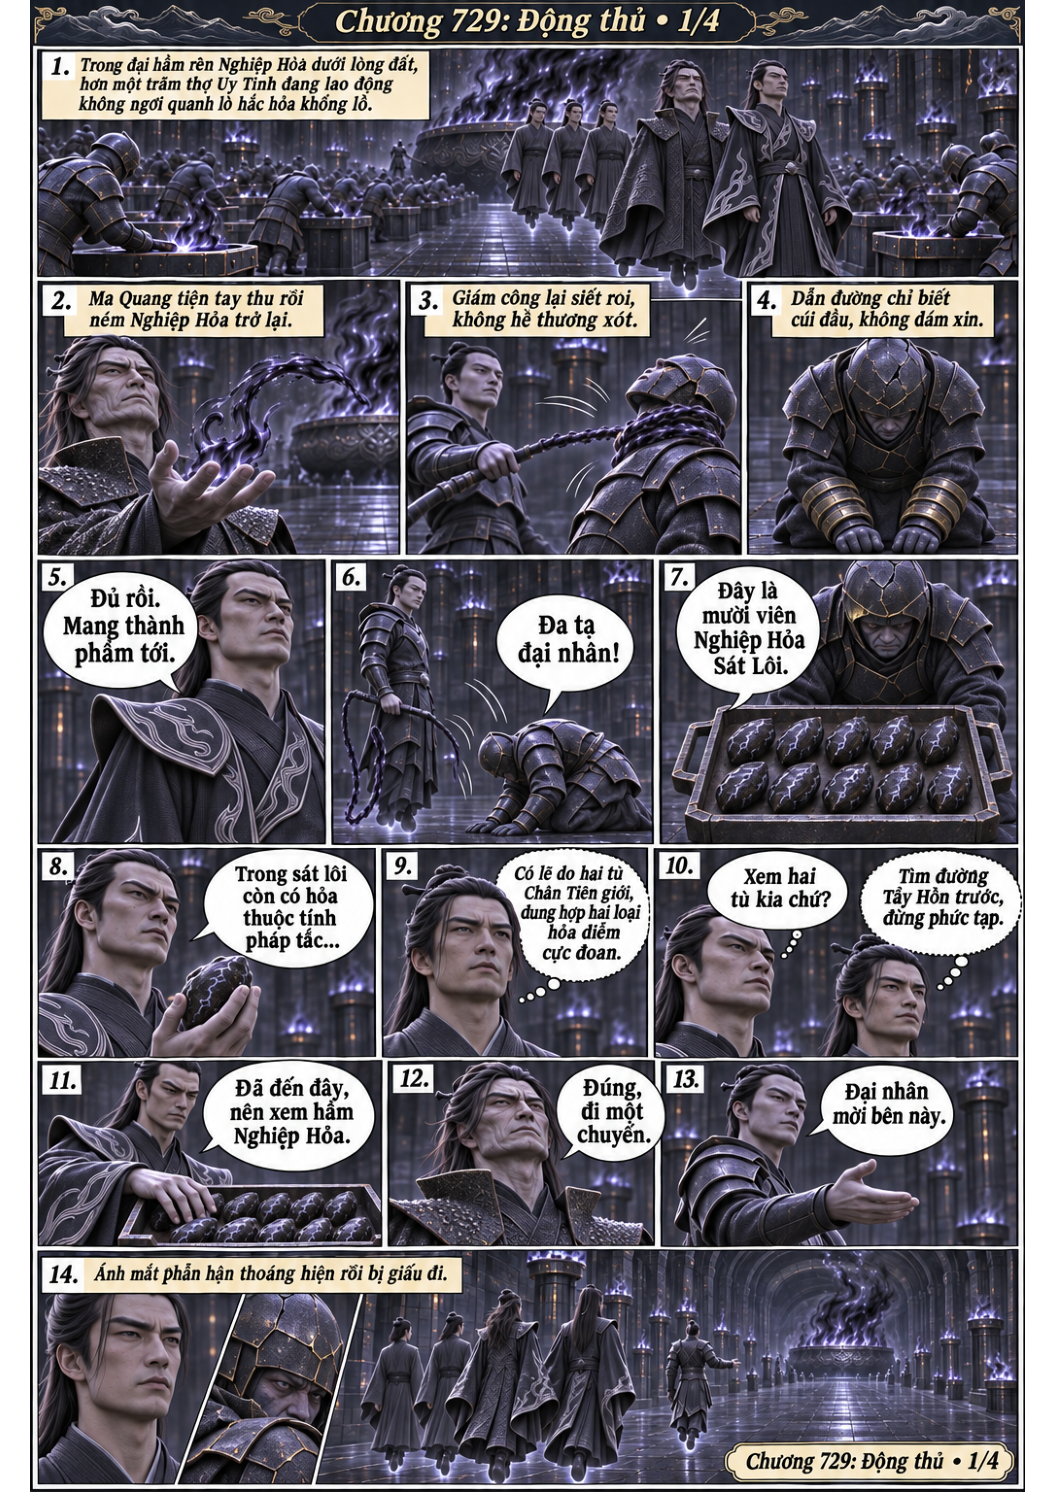 Chương 729: Động thủ • 1/4
1. Trong đại hầm rèn Nghiệp Hỏa dưới lòng đất,
hơn một trăm thợ Uy Tinh đang lao động
không ngơi quanh lò hắc hỏa khổng lồ.
2. Ma Quang tiện tay thu rồi
ném Nghiệp Hỏa trở lại.
3. Giám công lại siết roi,
không hề thương xót.
4. Dẫn đường chỉ biết
cúi đầu, không dám xin.
5.
Đủ rồi.
Mang thành
phẩm tới.
6.
Đa tạ
đại nhân!
7.
Đây là
mười viên
Nghiệp Hỏa
Sát Lôi.
8.
Trong sát lôi
còn có hỏa
thuộc tính
pháp tắc...
9.
Có lẽ do hai tù
Chân Tiên giới,
dung hợp hai loại
hỏa diễm
cực đoan.
10.
Xem hai
tù kia chứ?
Tìm đường
Tẩy Hồn trước,
đừng phức tạp.
11.
Đã đến đây,
nên xem hầm
Nghiệp Hỏa.
12.
Đúng,
đi một
chuyến.
13.
Đại nhân
mời bên này.
14. Ánh mắt phẫn hận thoáng hiện rồi bị giấu đi.
Chương 729: Động thủ • 1/4